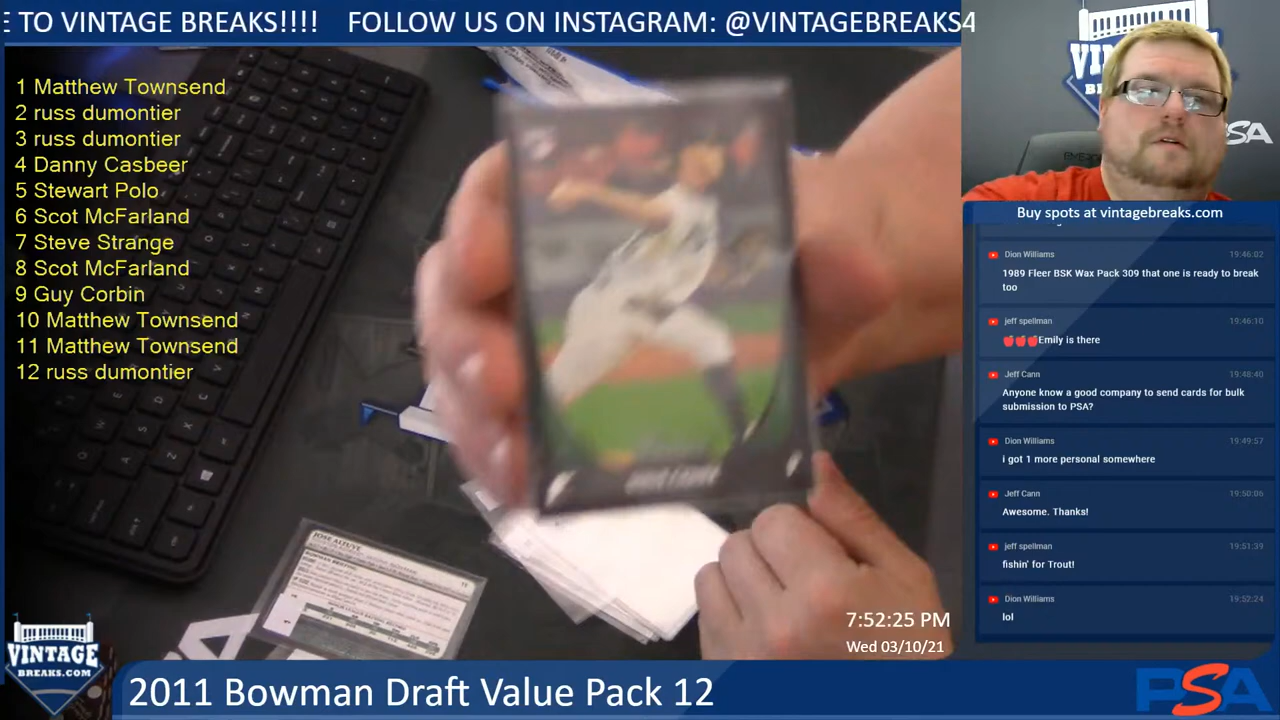 E TO VINTAGE BREAKS!!!! FOLLOW US ON INSTAGRAM: @VINTAGEBREAKS4
1 Matthew Townsend
2 russ dumontier
3 russ dumontier
4 Danny Casbeer
5 Stewart Polo
6 Scot McFarland
7 Steve Strange
8 Scot McFarland
9 Guy Corbin
10 Matthew Townsend
11 Matthew Townsend
12 russ dumontier
Buy spots at vintagebreaks.com
Dion Williams 19:46:02
1989 Fleer BSK Wax Pack 309 that one is ready to break
too
jeff spellman 19:46:10
🍎🍎🍎Emily is there
Jeff Cann 19:48:40
Anyone know a good company to send cards for bulk
submission to PSA?
Dion Williams 19:49:57
i got 1 more personal somewhere
Jeff Cann 19:50:06
Awesome. Thanks!
jeff spellman 19:51:39
fishin' for Trout!
Dion Williams 19:52:24
lol
JOSE ALTUVE
7:52:25 PM
Wed 03/10/21
VINTAGE
BREAKS.COM
2011 Bowman Draft Value Pack 12
PSA